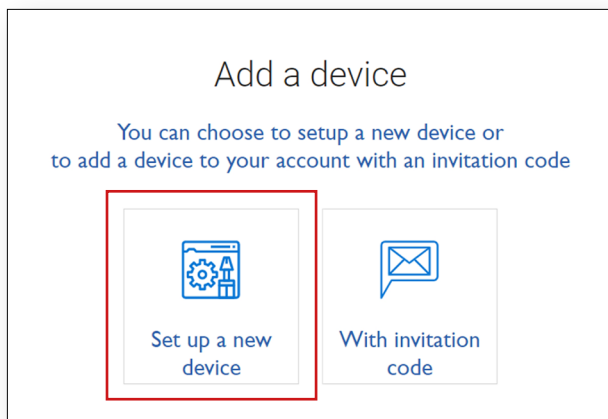 Add a device
You can choose to setup a new device or
to add a device to your account with an invitation code
Set up a new
device
With invitation
code